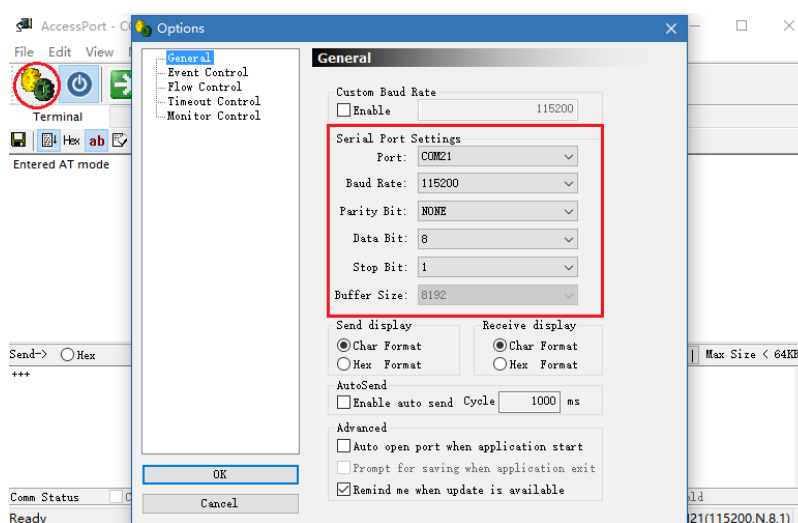 AccessPort - C
Options
File Edit View
Terminal
Hex ab
Entered AT mode
Send-> Hex
+++
Comm Status
Ready
General
Event Control
Flow Control
Timeout Control
Monitor Control
OK
Cancel
General
Custom Baud Rate
Enable 115200
Serial Port Settings
Port: COM21
Baud Rate: 115200
Parity Bit: NONE
Data Bit: 8
Stop Bit: 1
Buffer Size: 8192
Send display
Char Format
Hex Format
Receive display
Char Format
Hex Format
AutoSend
Enable auto send Cycle 1000 ms
Advanced
Auto open port when application start
Prompt for saving when application exit
Remind me when update is available
Max Size < 64KB
old
21(115200,N,8,1)